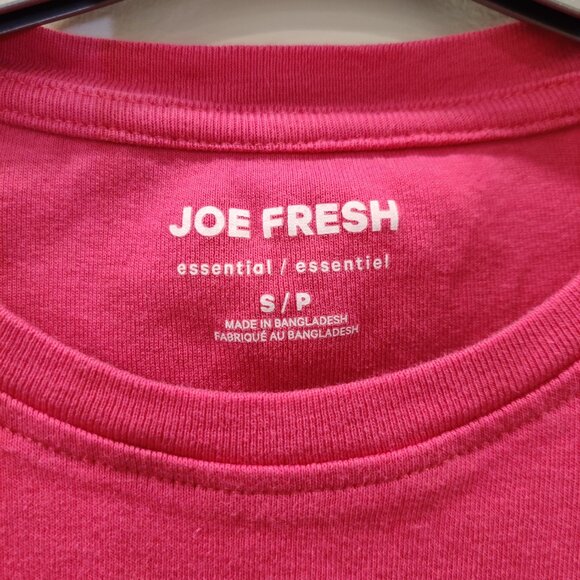 JOE FRESH
essential / essentiel
S / P
MADE IN BANGLADESH
FABRIQUÉ AU BANGLADESH